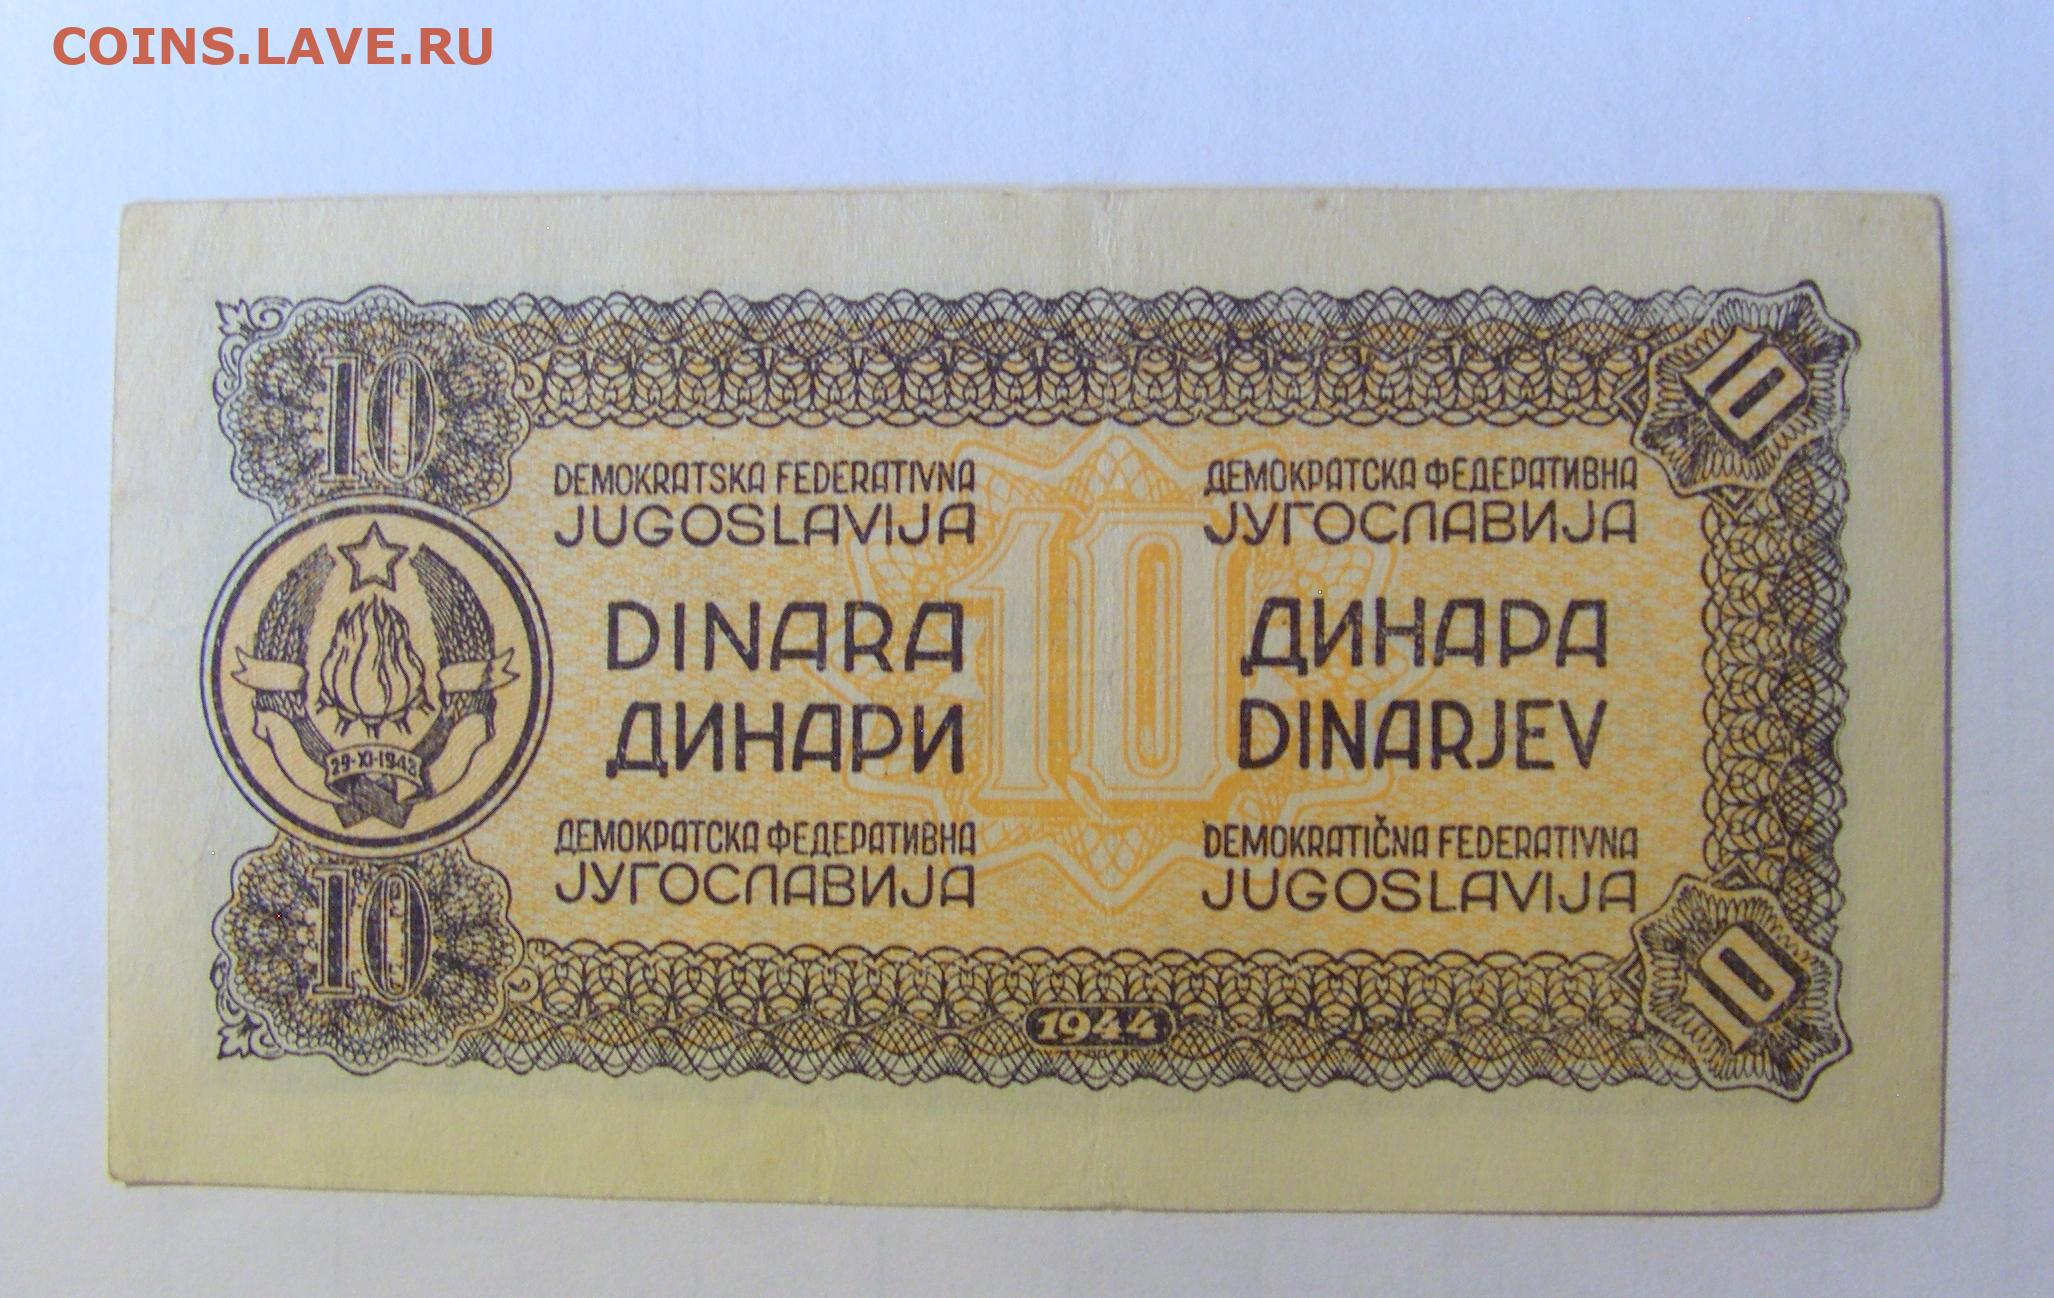 COINS.LAVE.RU
10
10
DEMOKRATSKA FEDERATIVNA
JUGOSLAVIJA
ДЕМОКРАТСКА ФЕДЕРАТИВНА
ЈУГОСЛАВИЈА
10
DINARA
ДИНАРИ
ДИНАРА
DINARJEV
29-XI-1943
ДЕМОКРАТСКА ФЕДЕРАТИВНА
ЈУГОСЛАВИЈА
DEMOKRATIČNA FEDERATIVNA
JUGOSLAVIJA
10
10
1944